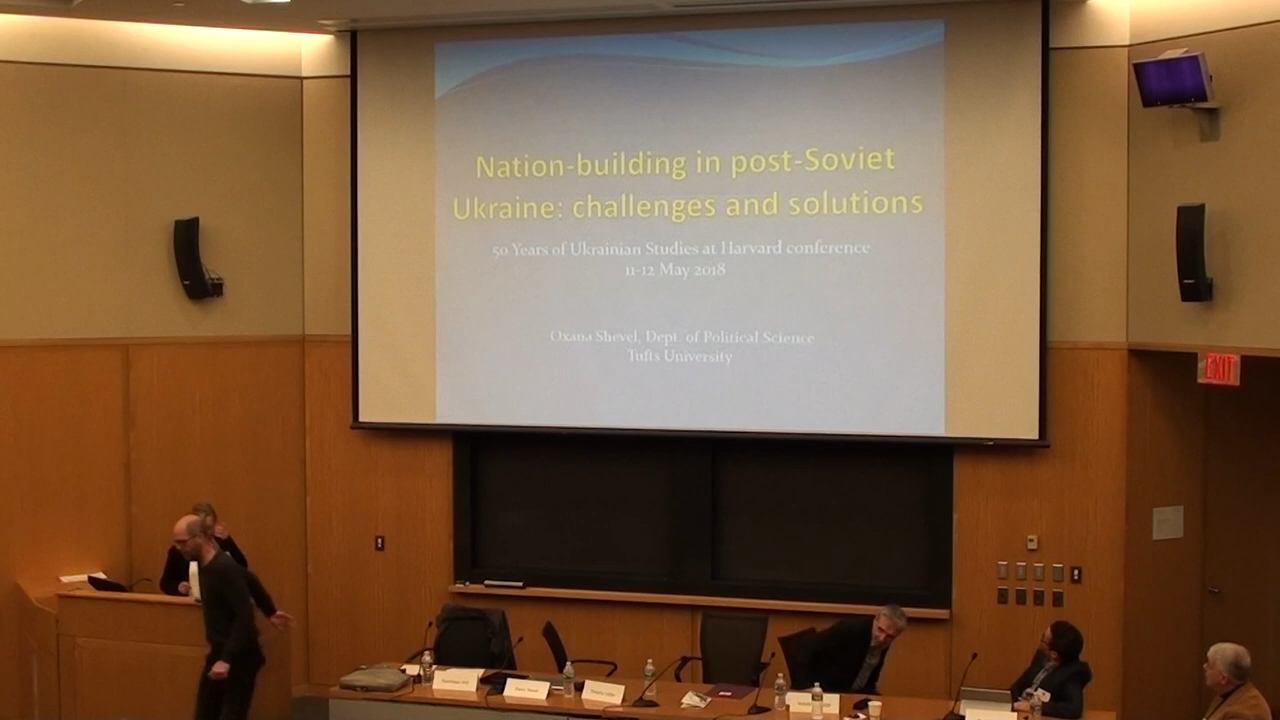 Nation-building in post-Soviet
Ukraine: challenges and solutions
50 Years of Ukrainian Studies at Harvard conference
11-12 May 2018
Oxana Shevel, Dept. of Political Science
Tufts University
EXIT